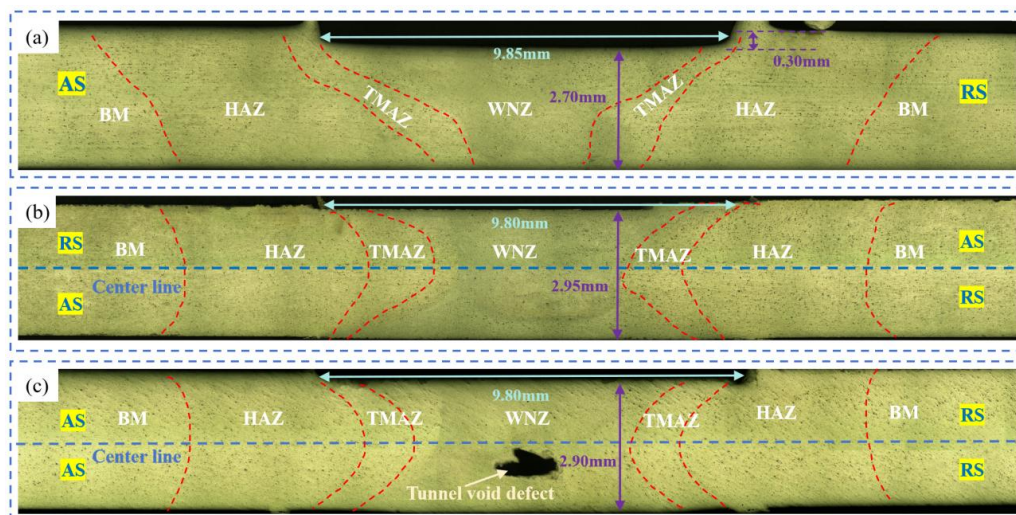 (a)
9.85mm
0.30mm
AS
RS
BM
HAZ
TMAZ
WNZ
2.70mm
TMAZ
HAZ
BM
(b)
9.80mm
RS
BM
HAZ
TMAZ
WNZ
TMAZ
HAZ
BM
AS
Center line
AS
2.95mm
RS
(c)
9.80mm
AS
BM
HAZ
TMAZ
WNZ
TMAZ
HAZ
BM
RS
Center line
AS
2.90mm
RS
Tunnel void defect